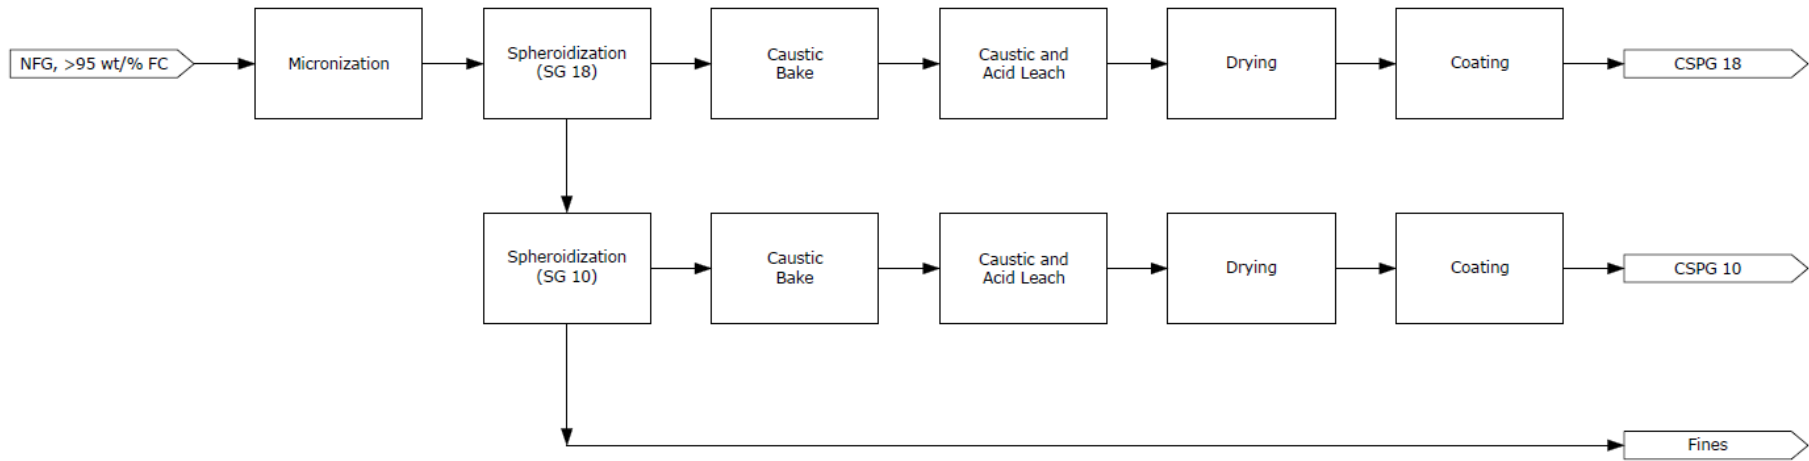 NFG, >95 wt/% FC
Micronization
Spheroidization
(SG 18)
Caustic
Bake
Caustic and
Acid Leach
Drying
Coating
CSPG 18
Spheroidization
(SG 10)
Caustic
Bake
Caustic and
Acid Leach
Drying
Coating
CSPG 10
Fines